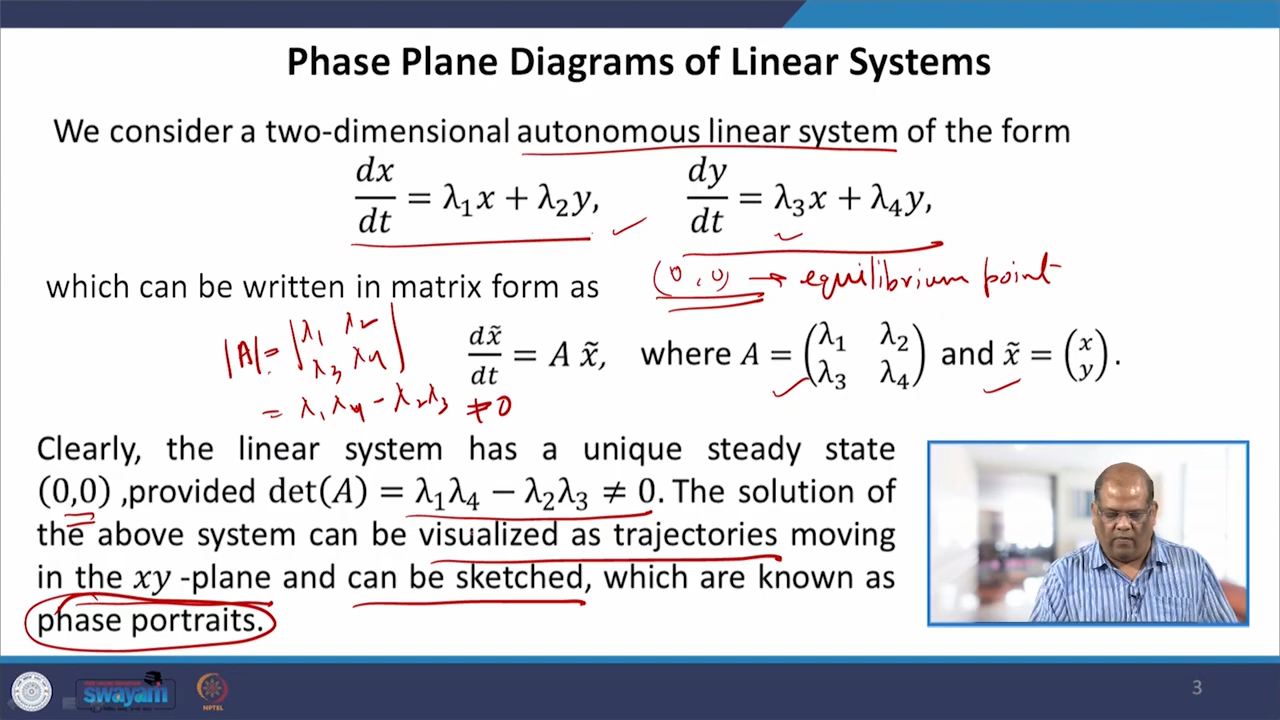 Phase Plane Diagrams of Linear Systems
We consider a two-dimensional autonomous linear system of the form
dx/dt = λ₁x + λ₂y, dy/dt = λ₃x + λ₄y,
(0,0) → equilibrium point
which can be written in matrix form as
|A| = |λ₁ λ₂
λ₃ λ₄|
= λ₁λ₄ - λ₂λ₃ ≠ 0
dx̃/dt = A x̃, where A = (λ₁ λ₂
λ₃ λ₄) and x̃ = (x
y).
Clearly, the linear system has a unique steady state
(0,0) ,provided det(A) = λ₁λ₄ − λ₂λ₃ ≠ 0. The solution of
the above system can be visualized as trajectories moving
in the xy -plane and can be sketched, which are known as
phase portraits.
swayam
NPTEL
3